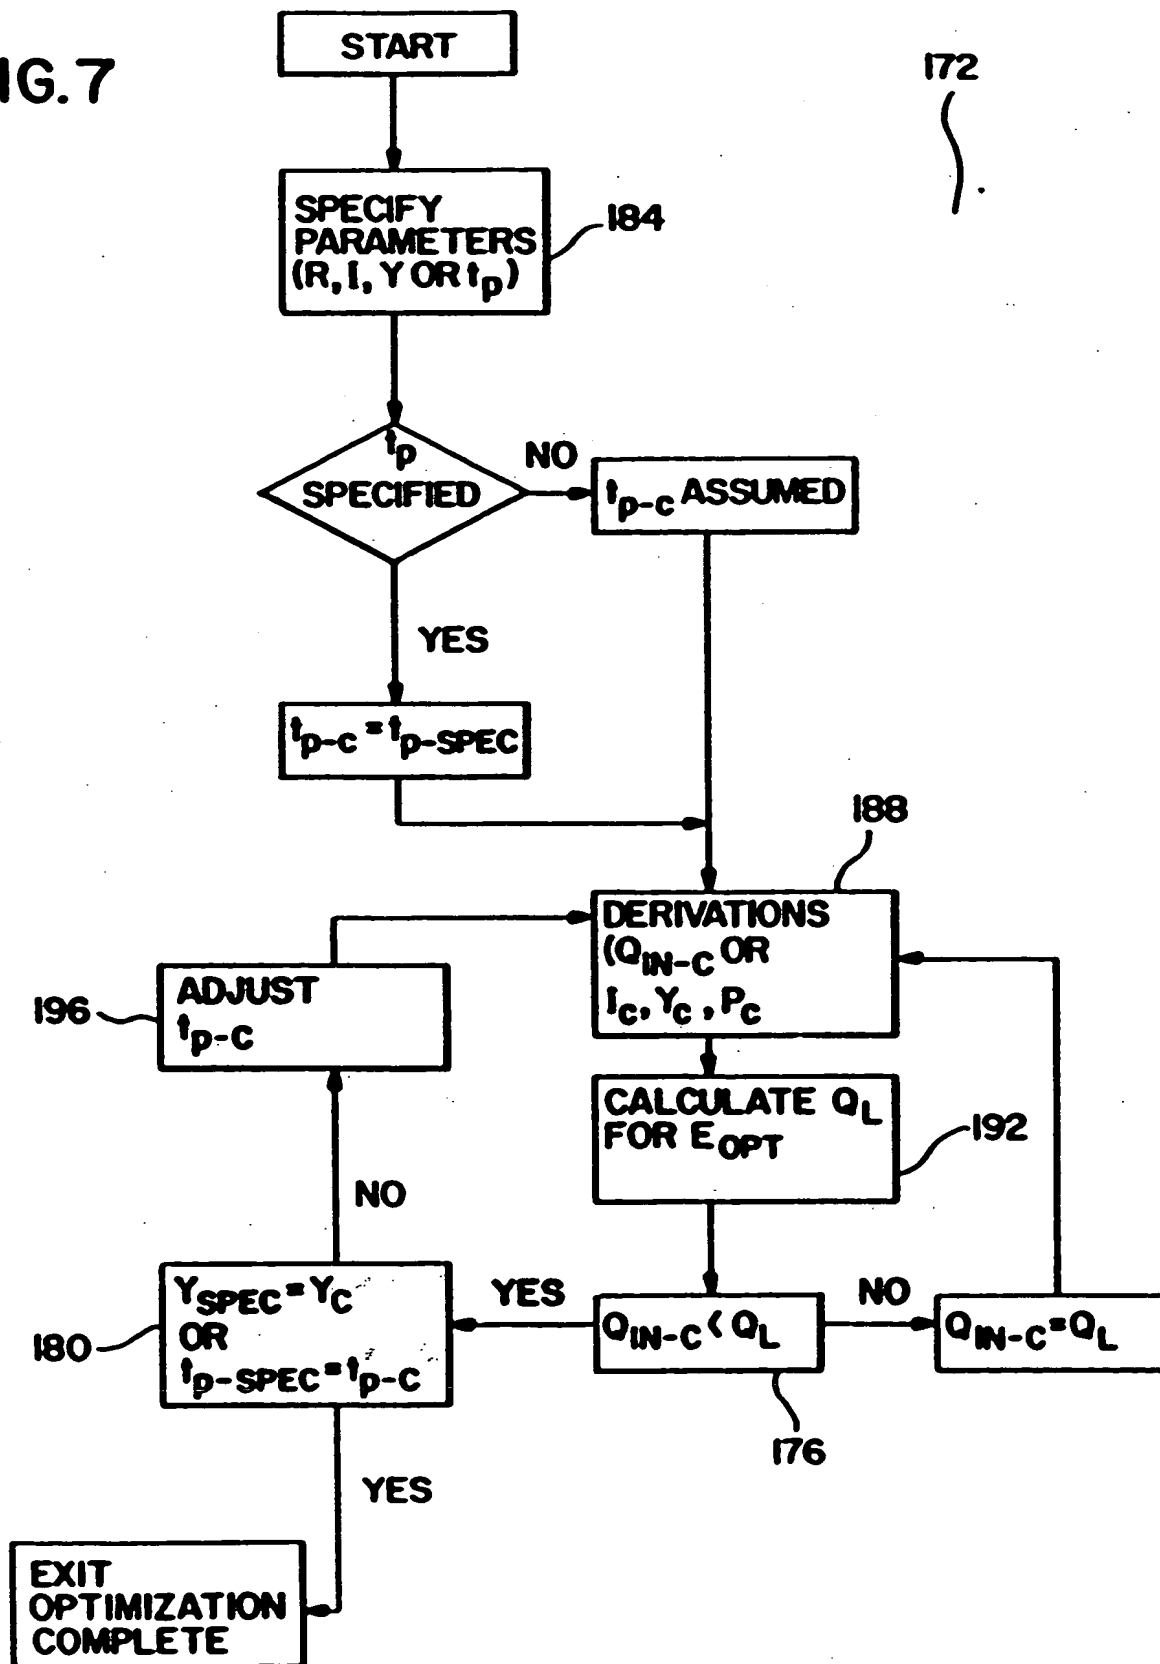 IG. 7
START
172
SPECIFY
PARAMETERS
(R, I, Y OR tp)
184
tp
SPECIFIED
NO
tp-c ASSUMED
YES
tp-c = tp-SPEC
188
DERIVATIONS
(QIN-C OR
Ic, Yc, Pc
ADJUST
tp-c
196
CALCULATE QL
FOR EOPT
192
NO
YSPEC = YC
OR
tp-SPEC = tp-C
180
YES
QIN-C < QL
NO
QIN-C = QL
176
YES
EXIT
OPTIMIZATION
COMPLETE